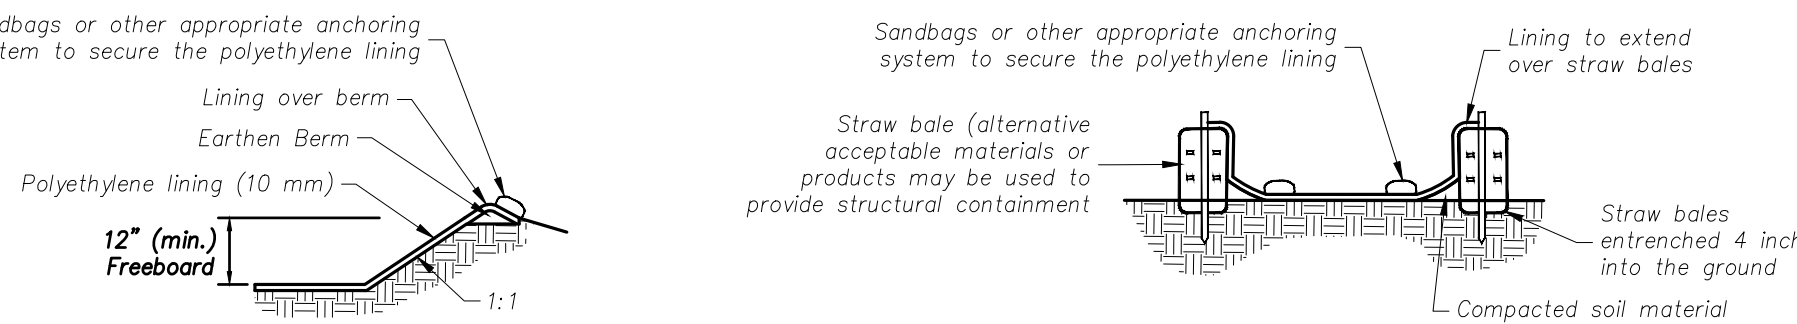 or other appropriate anchoring
to secure the polyethylene lining
Lining over berm
Earthen Berm
Polyethylene lining (10 mm)
12" (min.)
Freeboard
1:1
Sandbags or other appropriate anchoring
system to secure the polyethylene lining
Lining to extend
over straw bales
Straw bale (alternative
acceptable materials or
products may be used to
provide structural containment
Straw bales
entrenched 4
into the ground
Compacted soil material